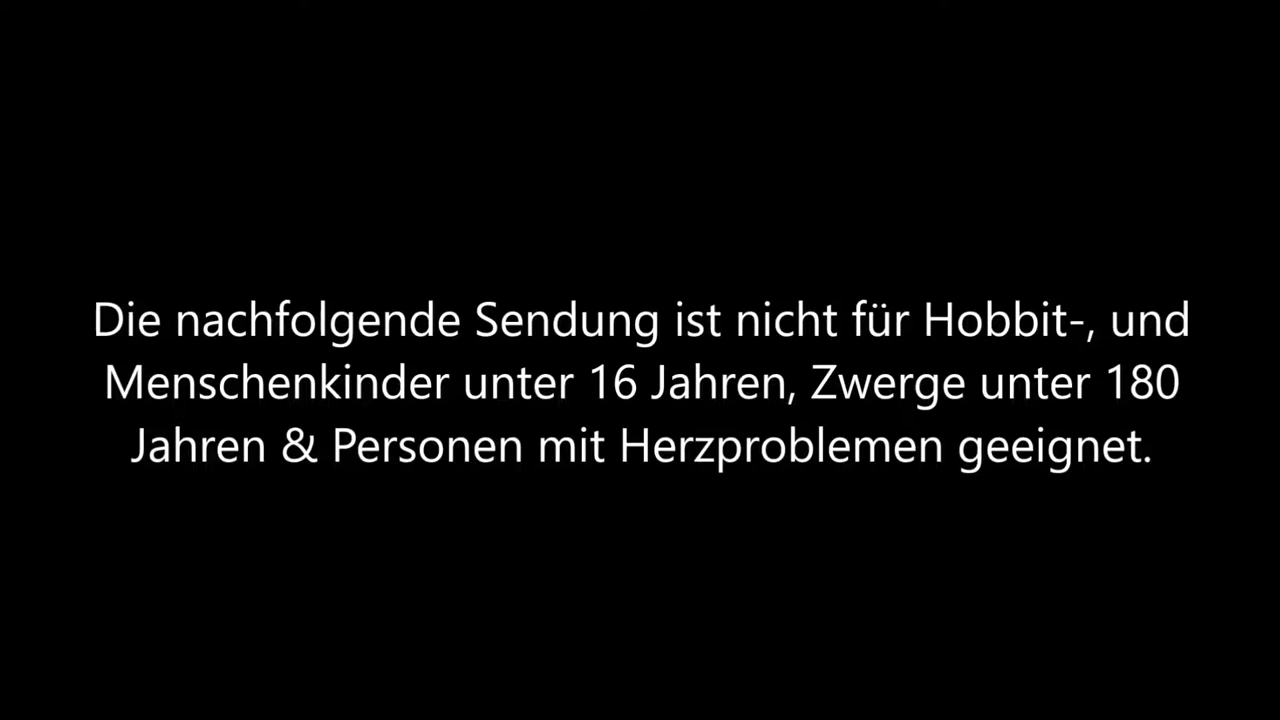 Die nachfolgende Sendung ist nicht für Hobbit-, und
Menschenkinder unter 16 Jahren, Zwerge unter 180
Jahren & Personen mit Herzproblemen geeignet.